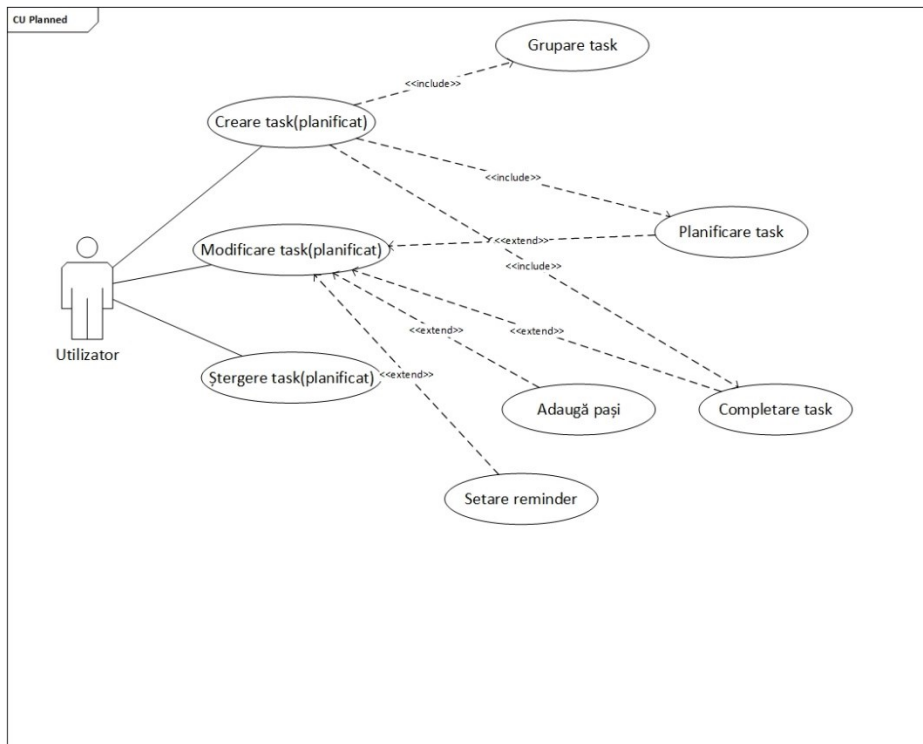 CU Planned
Grupare task
<<include>>
Creare task(planificat)
<<include>>
Planificare task
Modificare task(planificat)
<<extend>>
<<include>>
Utilizator
<<extend>>
<<extend>>
Ștergere task(planificat)
<<extend>>
Adaugă pași
Completare task
Setare reminder